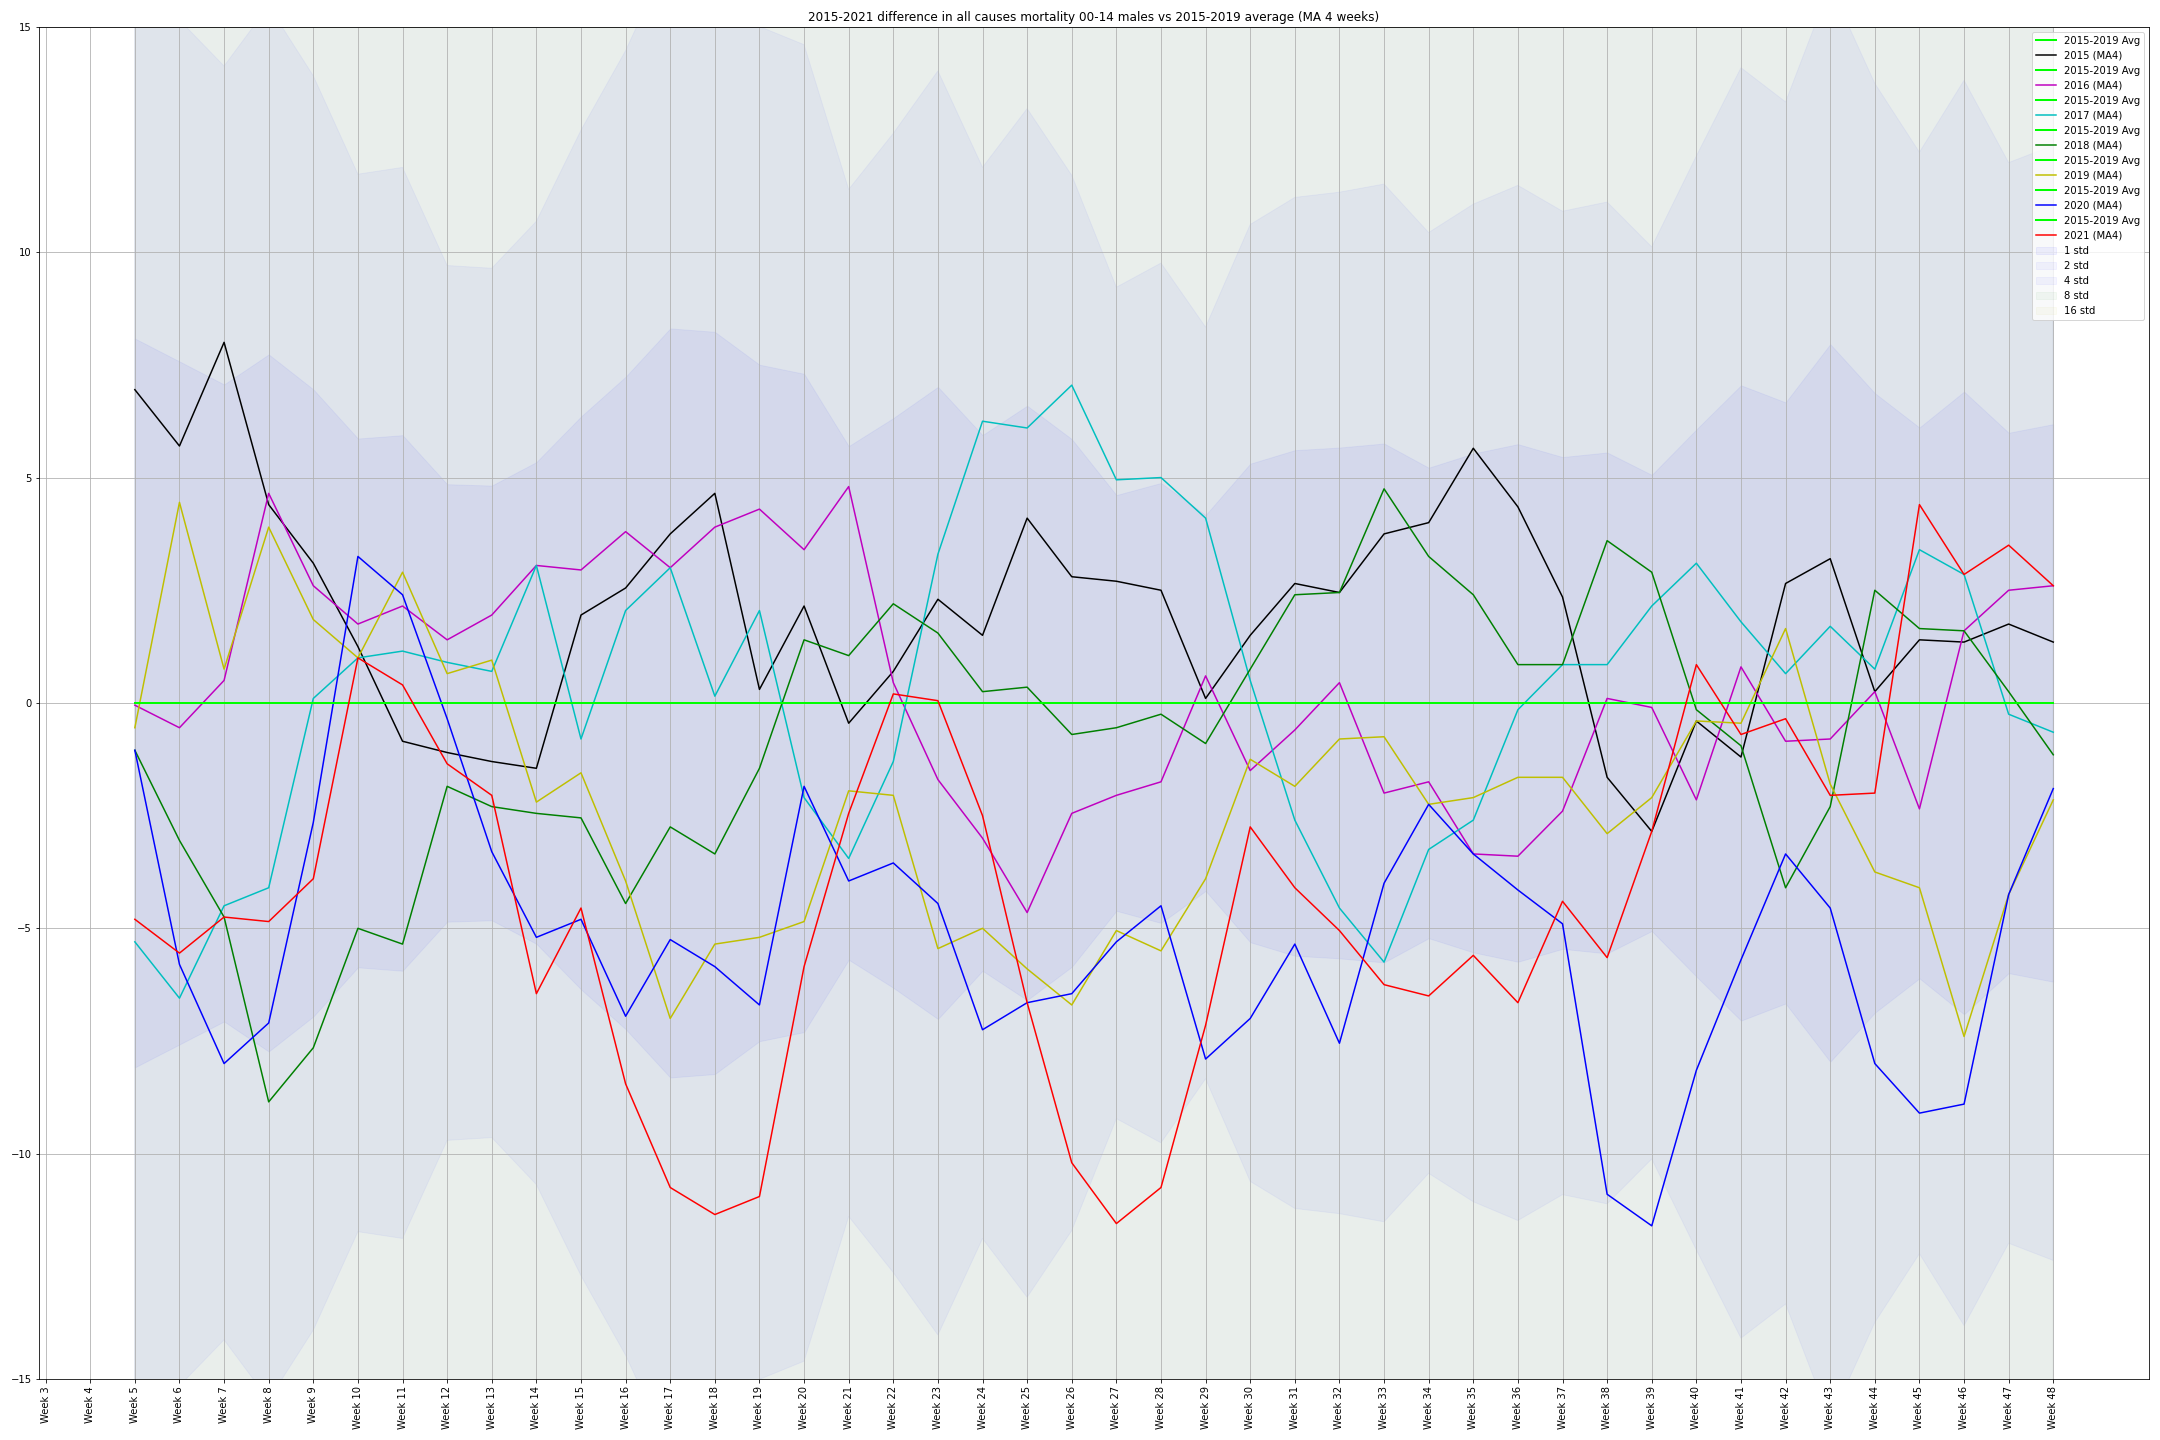 2015-2021 difference in all causes mortality 00-14 males vs 2015-2019 average (MA 4 weeks)
15
10
5
0
−5
−10
−15
2015-2019 Avg
2015 (MA4)
2015-2019 Avg
2016 (MA4)
2015-2019 Avg
2017 (MA4)
2015-2019 Avg
2018 (MA4)
2015-2019 Avg
2019 (MA4)
2015-2019 Avg
2020 (MA4)
2015-2019 Avg
2021 (MA4)
1 std
2 std
4 std
8 std
16 std
Week 3
Week 4
Week 5
Week 6
Week 7
Week 8
Week 9
Week 10
Week 11
Week 12
Week 13
Week 14
Week 15
Week 16
Week 17
Week 18
Week 19
Week 20
Week 21
Week 22
Week 23
Week 24
Week 25
Week 26
Week 27
Week 28
Week 29
Week 30
Week 31
Week 32
Week 33
Week 34
Week 35
Week 36
Week 37
Week 38
Week 39
Week 40
Week 41
Week 42
Week 43
Week 44
Week 45
Week 46
Week 47
Week 48